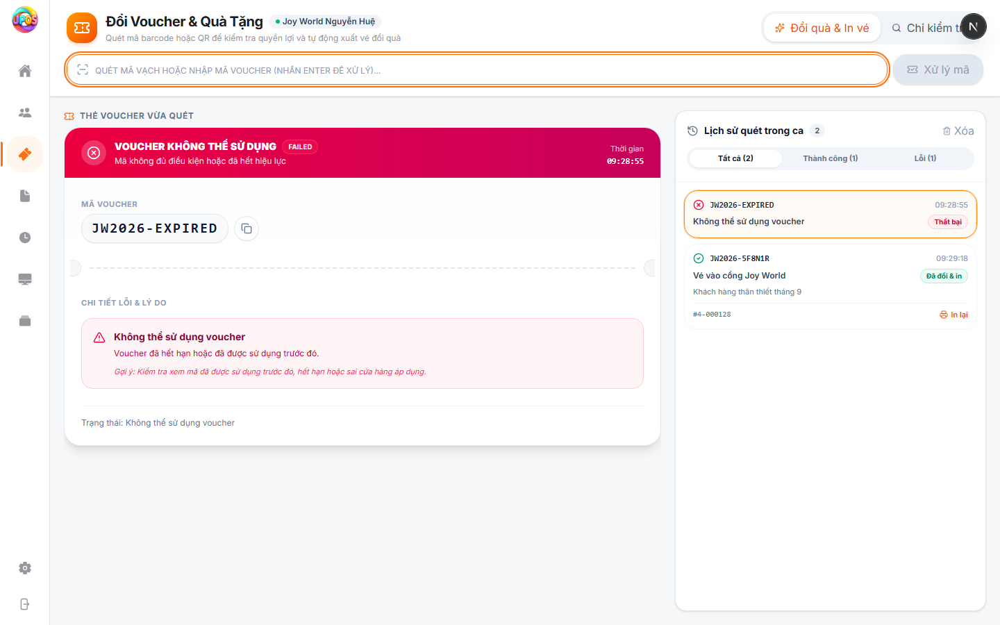 JPOS
Đổi Voucher & Quà Tặng
Joy World Nguyễn Huệ
Quét mã barcode hoặc QR để kiểm tra quyền lợi và tự động xuất vé đổi quà
Đổi quà & In vé
Chỉ kiểm tr
N
QUÉT MÃ VẠCH HOẶC NHẬP MÃ VOUCHER (NHẤN ENTER ĐỂ XỬ LÝ)...
Xử lý mã
THẺ VOUCHER VỪA QUÉT
VOUCHER KHÔNG THỂ SỬ DỤNG
FAILED
Mã không đủ điều kiện hoặc đã hết hiệu lực
Thời gian
09:28:55
MÃ VOUCHER
JW2026-EXPIRED
CHI TIẾT LỖI & LÝ DO
Không thể sử dụng voucher
Voucher đã hết hạn hoặc đã được sử dụng trước đó.
Gợi ý: Kiểm tra xem mã đã được sử dụng trước đó, hết hạn hoặc sai cửa hàng áp dụng.
Trạng thái: Không thể sử dụng voucher
Lịch sử quét trong ca
2
Xóa
Tất cả (2)
Thành công (1)
Lỗi (1)
JW2026-EXPIRED
09:28:55
Không thể sử dụng voucher
Thất bại
JW2026-5F8N1R
09:29:18
Vé vào cổng Joy World
Đã đổi & in
Khách hàng thân thiết tháng 9
#4-000128
In lại